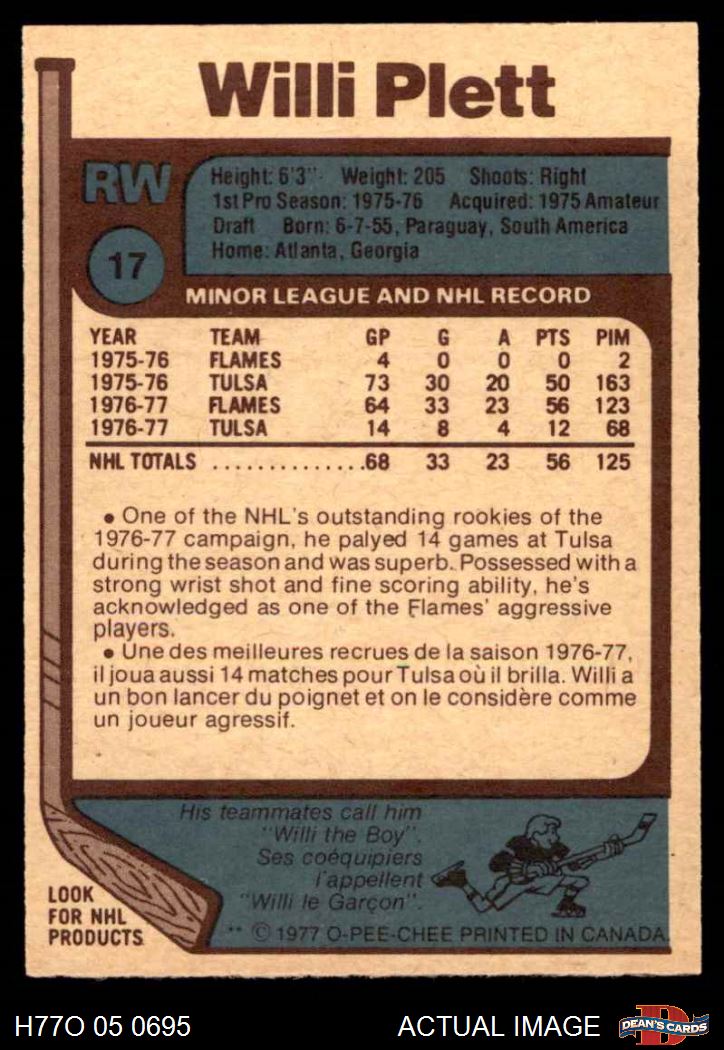 Willi Plett
RW
17
Height: 6'3" Weight: 205 Shoots: Right
1st Pro Season: 1975-76 Acquired: 1975 Amateur
Draft Born: 6-7-55, Paraguay, South America
Home: Atlanta, Georgia
MINOR LEAGUE AND NHL RECORD
YEAR TEAM GP G A PTS PIM
1975-76 FLAMES 4 0 0 0 2
1975-76 TULSA 73 30 20 50 163
1976-77 FLAMES 64 33 23 56 123
1976-77 TULSA 14 8 4 12 68
NHL TOTALS ..............68 33 23 56 125
• One of the NHL's outstanding rookies of the
1976-77 campaign, he palyed 14 games at Tulsa
during the season and was superb. Possessed with a
strong wrist shot and fine scoring ability, he's
acknowledged as one of the Flames' aggressive
players.
• Une des meilleures recrues de la saison 1976-77,
il joua aussi 14 matches pour Tulsa où il brilla. Willi a
un bon lancer du poignet et on le considère comme
un joueur agressif.
His teammates call him
"Willi the Boy".
Ses coéquipiers
l'appellent
"Willi le Garçon".
LOOK
FOR NHL
PRODUCTS
** © 1977 O-PEE-CHEE PRINTED IN CANADA
H77O 05 0695 ACTUAL IMAGE
D
DEAN'S CARDS